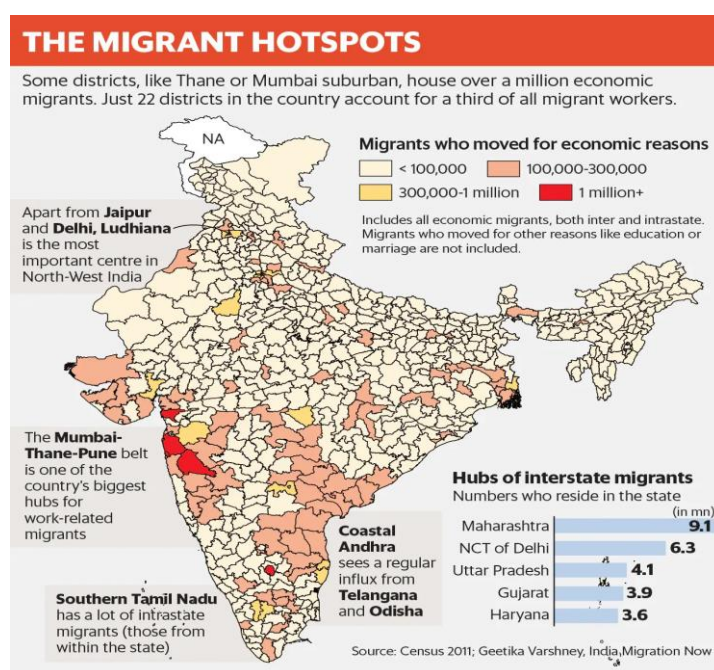 THE MIGRANT HOTSPOTS
Some districts, like Thane or Mumbai suburban, house over a million economic
migrants. Just 22 districts in the country account for a third of all migrant workers.
NA
Migrants who moved for economic reasons
< 100,000
100,000-300,000
300,000-1 million
1 million+
Includes all economic migrants, both inter and intrastate.
Migrants who moved for other reasons like education or
marriage are not included.
Apart from Jaipur
and Delhi, Ludhiana
is the most
important centre in
North-West India
The Mumbai-
Thane-Pune belt
is one of the
country's biggest
hubs for
work-related
migrants
Southern Tamil Nadu
has a lot of intrastate
migrants (those from
within the state)
Coastal
Andhra
sees a regular
influx from
Telangana
and Odisha
Hubs of interstate migrants
Numbers who reside in the state
(in mn)
Maharashtra 9.1
NCT of Delhi 6.3
Uttar Pradesh 4.1
Gujarat 3.9
Haryana 3.6
Source: Census 2011; Geetika Varshney, India Migration Now